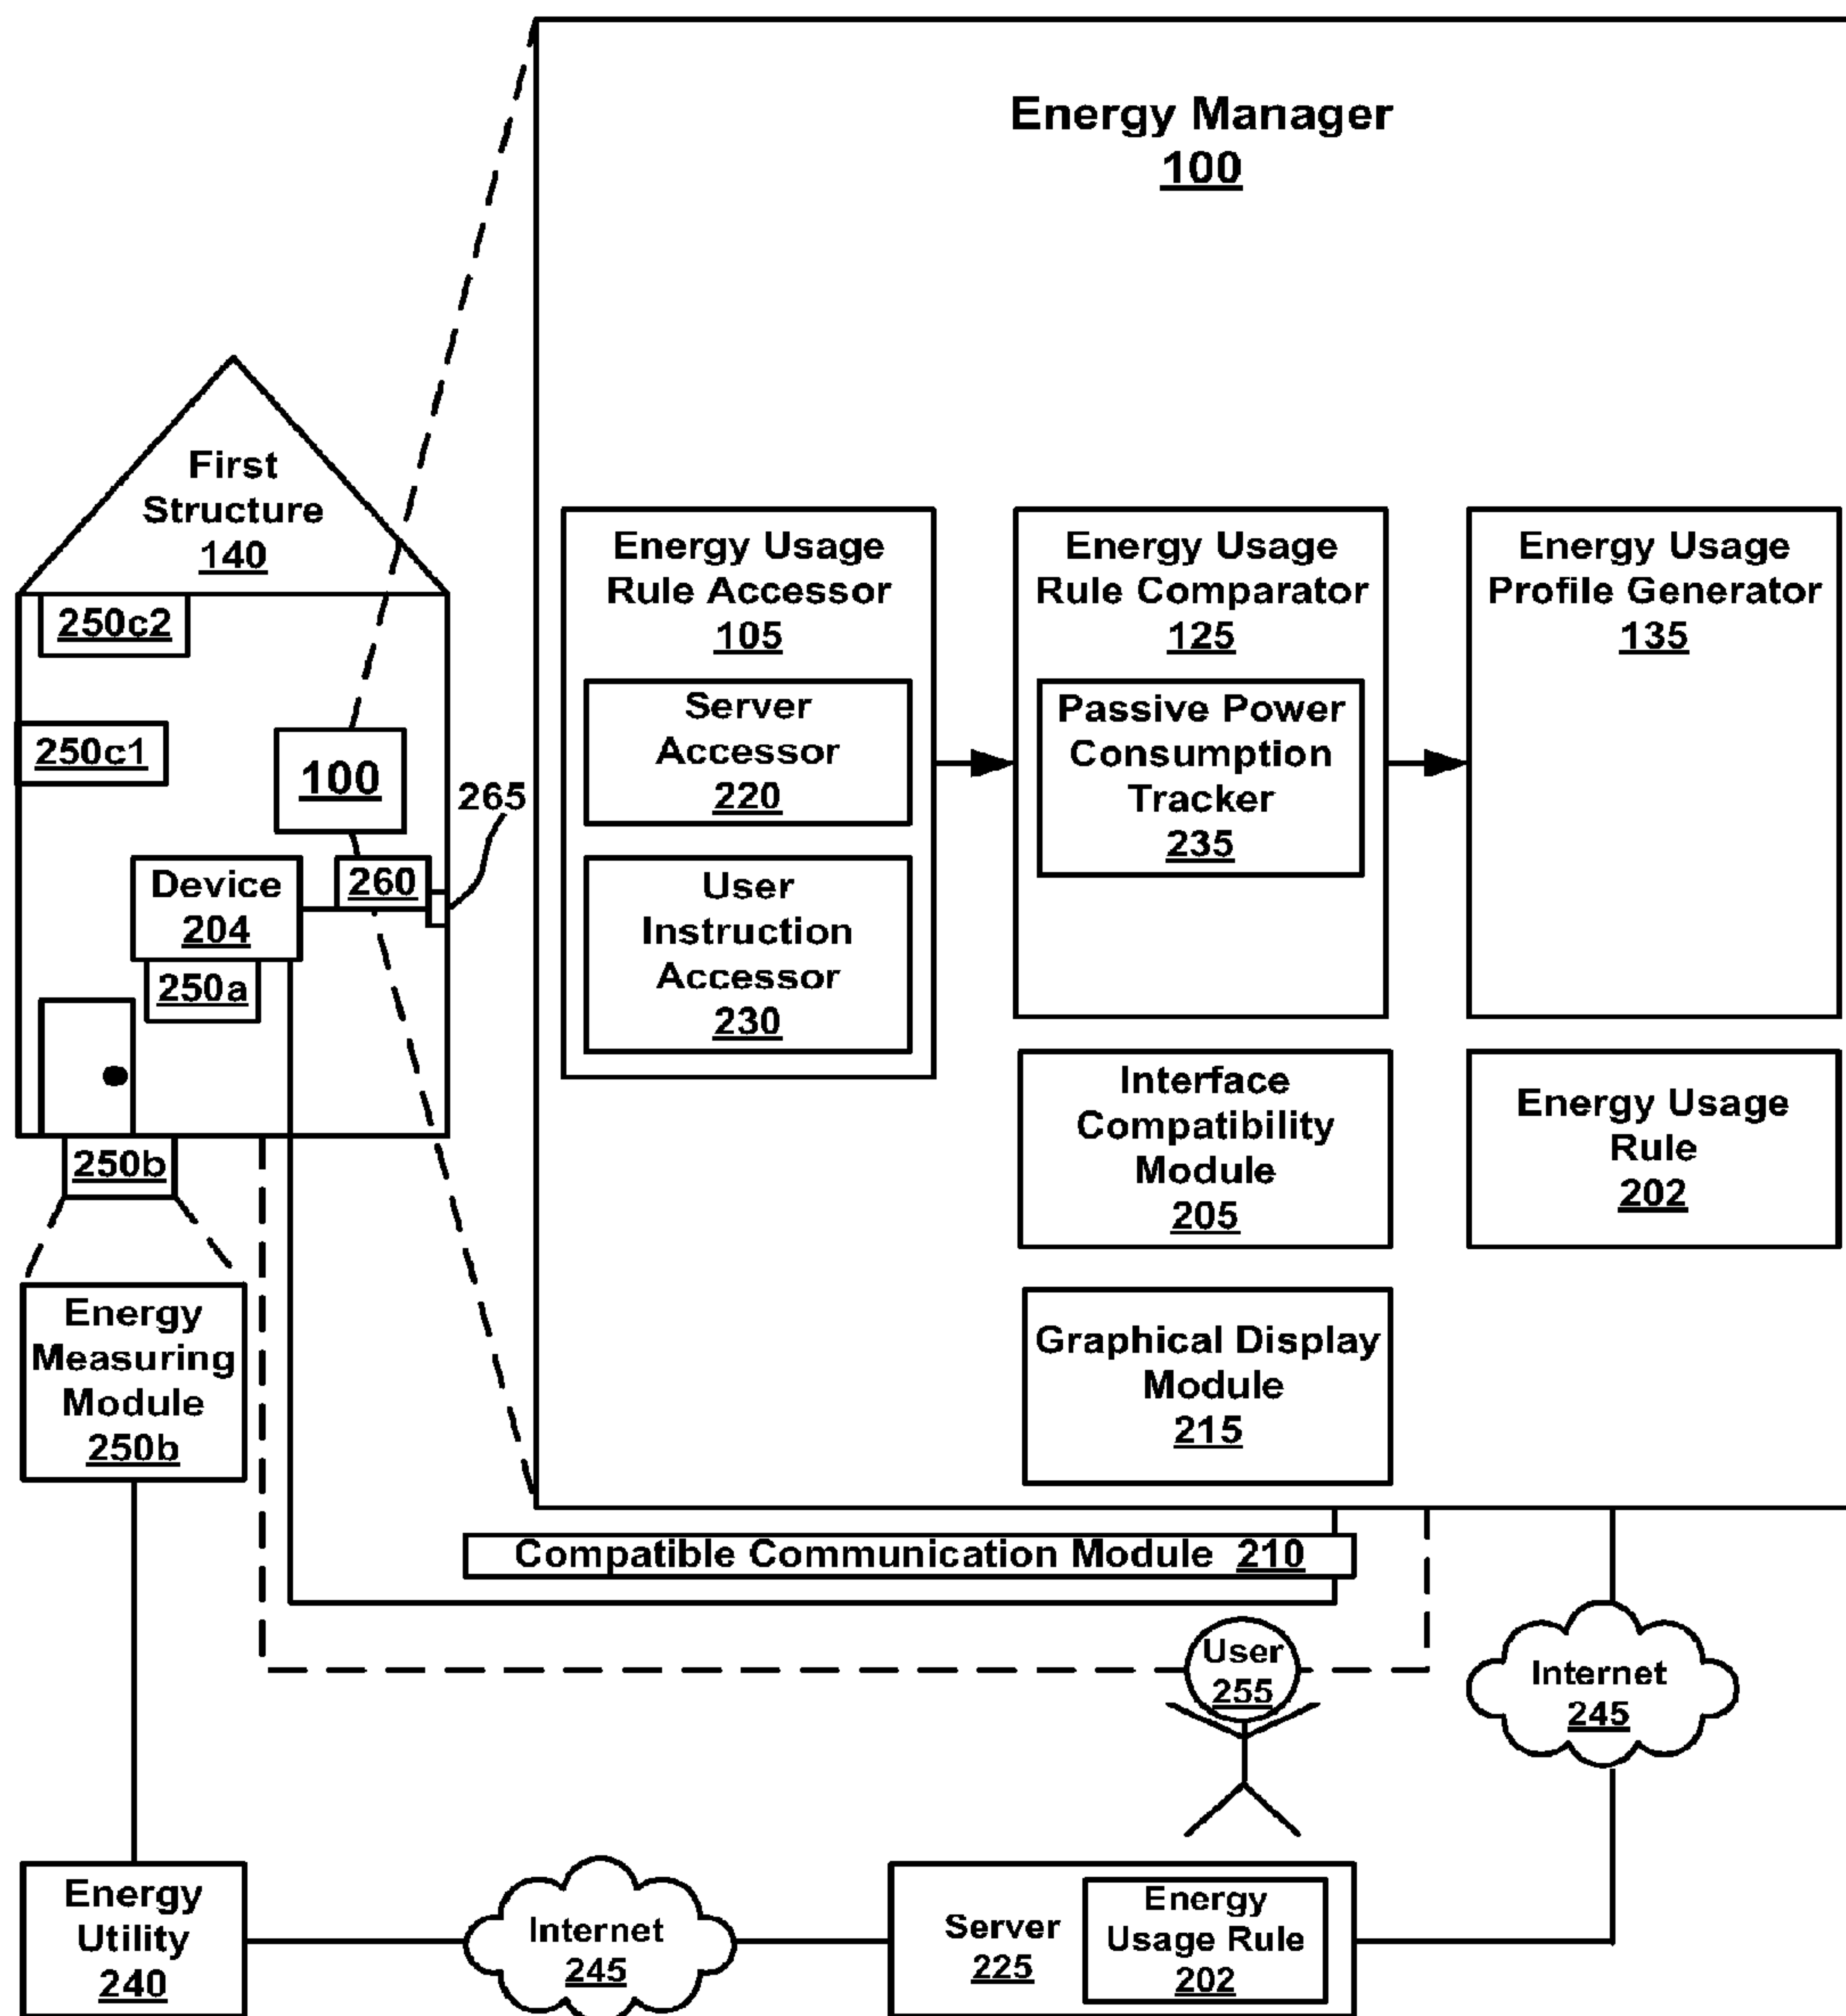 Energy Manager
100
First
Structure
140
250c2
250c1
100
265
Device
204
260
250a
250b
Energy
Measuring
Module
250b
Energy Usage
Rule Accessor
105
Server
Accessor
220
User
Instruction
Accessor
230
Energy Usage
Rule Comparator
125
Passive Power
Consumption
Tracker
235
Energy Usage
Profile Generator
135
Interface
Compatibility
Module
205
Energy Usage
Rule
202
Graphical Display
Module
215
Compatible Communication Module 210
User
255
Internet
245
Energy
Utility
240
Internet
245
Server
225
Energy
Usage Rule
202